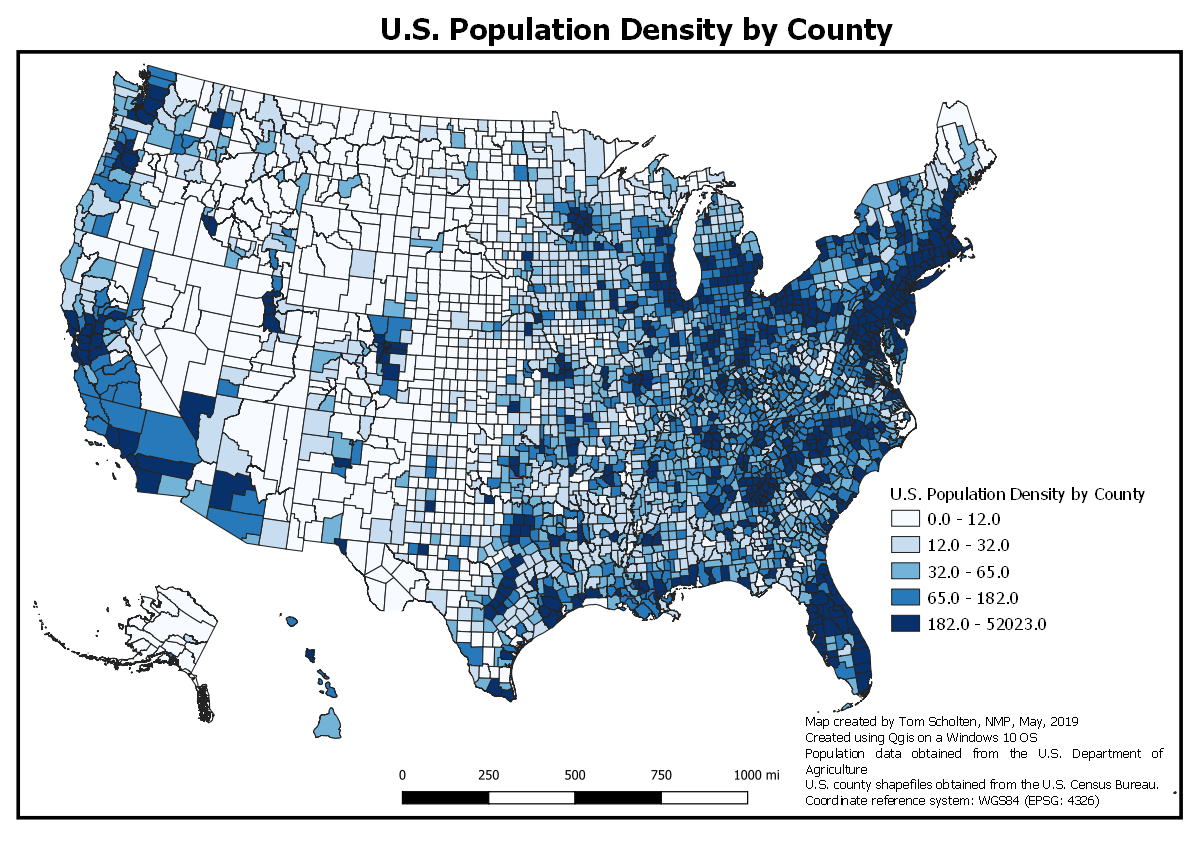 U.S. Population Density by County
U.S. Population Density by County
0.0 - 12.0
12.0 - 32.0
32.0 - 65.0
65.0 - 182.0
182.0 - 52023.0
Map created by Tom Scholten, NMP, May, 2019
Created using Qgis on a Windows 10 OS
Population data obtained from the U.S. Department of
Agriculture
U.S. county shapefiles obtained from the U.S. Census Bureau.
Coordinate reference system: WGS84 (EPSG: 4326)
0 250 500 750 1000 mi